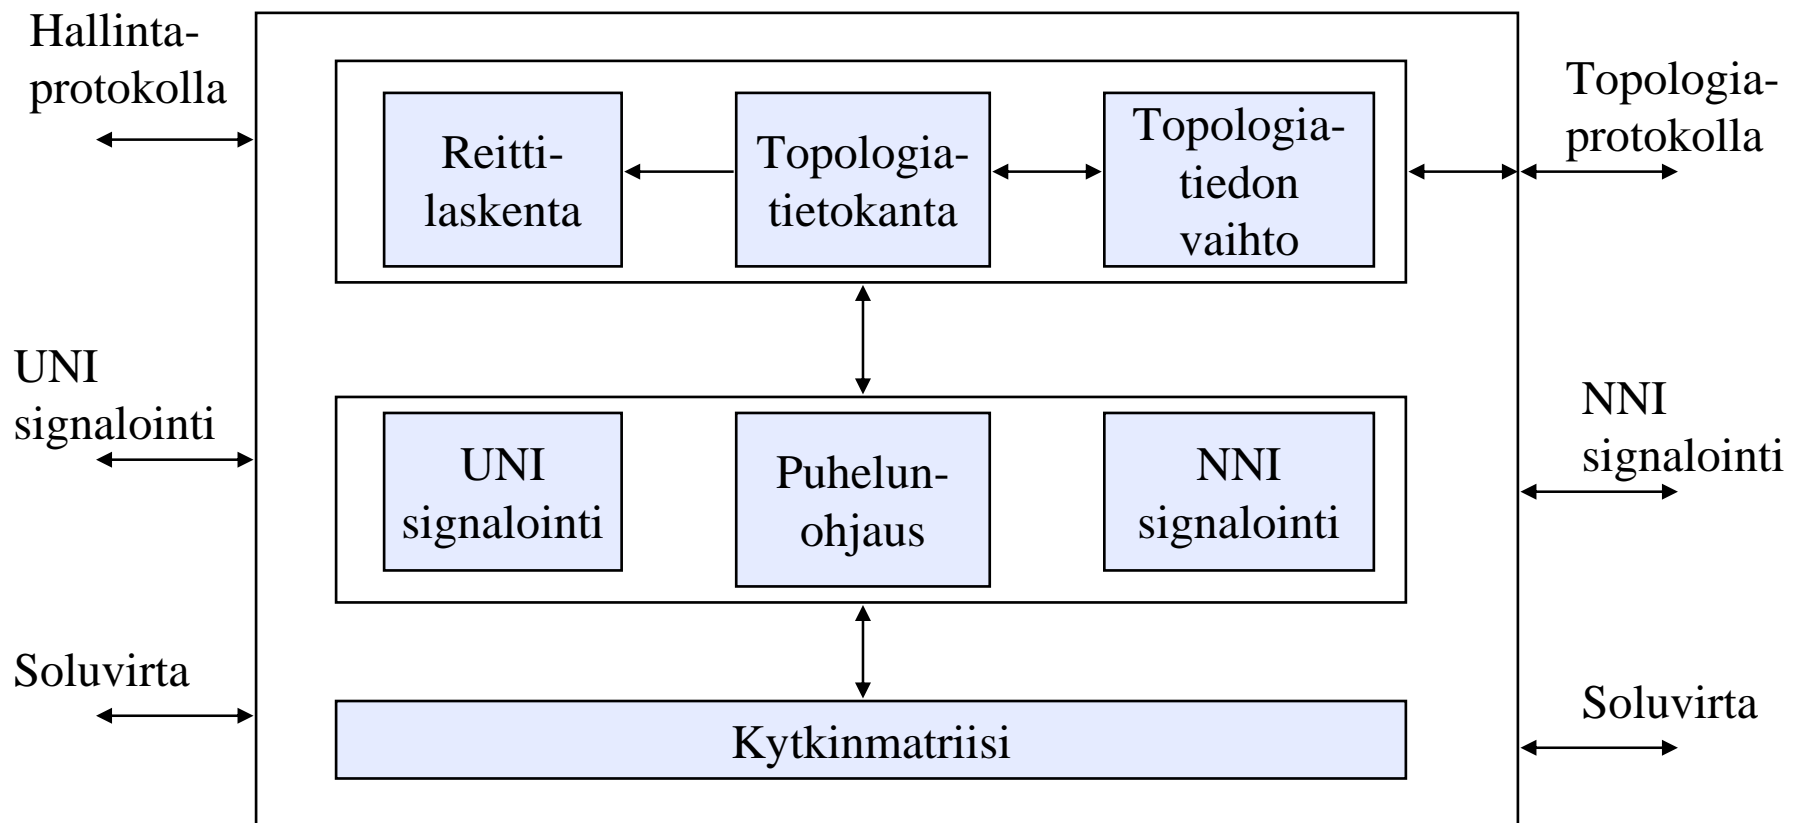 Hallinta-
protokolla
Topologia-
protokolla
Reitti-
laskenta
Topologia-
tietokanta
Topologia-
tiedon
vaihto
UNI
signalointi
NNI
signalointi
UNI
signalointi
Puhelun-
ohjaus
NNI
signalointi
Soluvirta
Soluvirta
Kytkinmatriisi